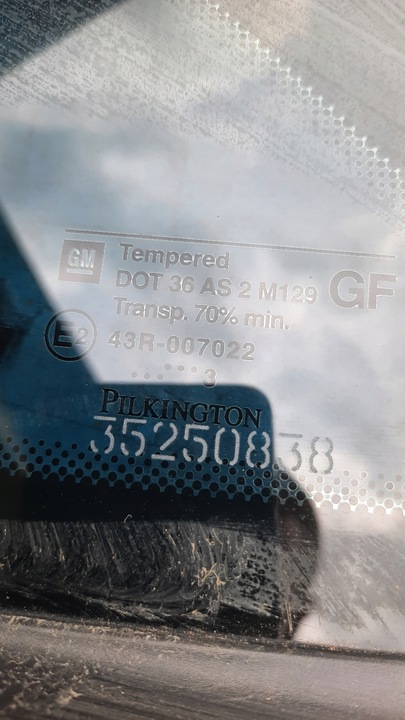 GM
Tempered
DOT 36 AS 2 M129 GF
Transp. 70% min.
E2 43R-007022
3
PILKINGTON
35250838